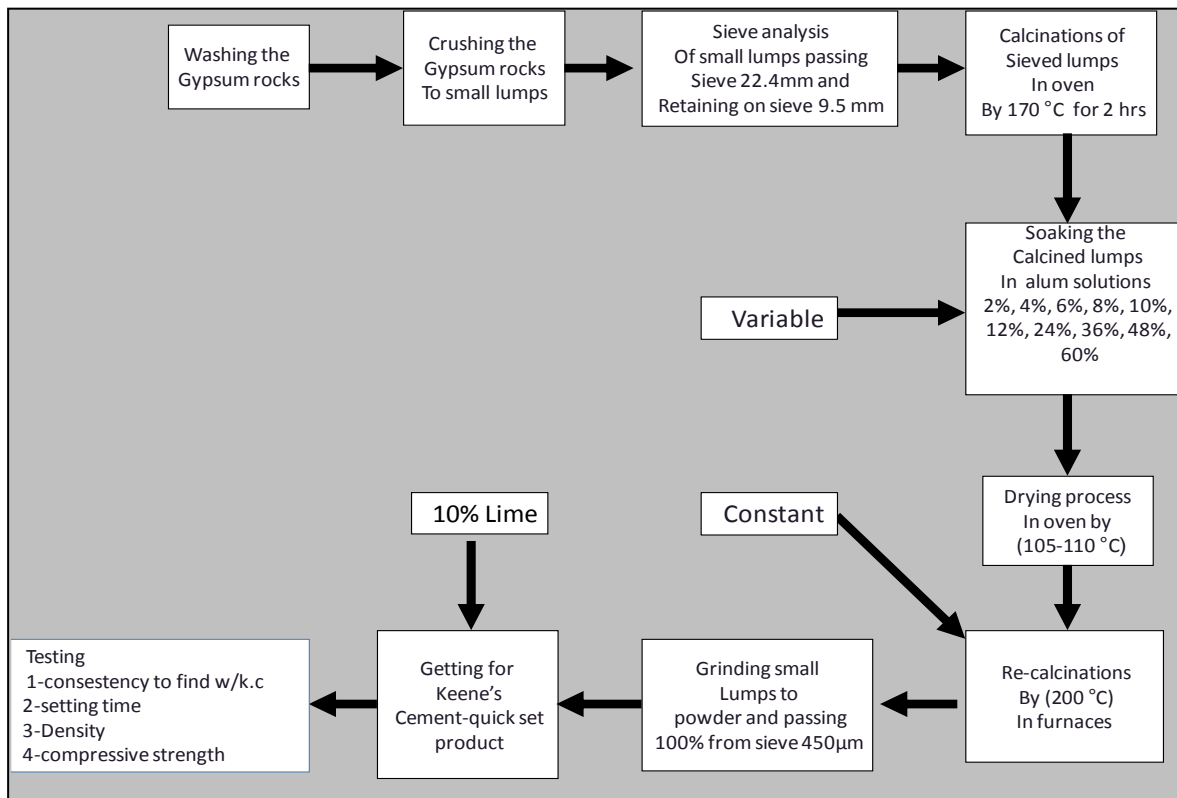 Washing the
Gypsum rocks
Crushing the
Gypsum rocks
To small lumps
Sieve analysis
Of small lumps passing
Sieve 22.4mm and
Retaining on sieve 9.5 mm
Calcinations of
Sieved lumps
In oven
By 170 °C for 2 hrs
Soaking the
Calcined lumps
In alum solutions
2%, 4%, 6%, 8%, 10%,
12%, 24%, 36%, 48%,
60%
Variable
Drying process
In oven by
(105-110 °C)
10% Lime
Constant
Re-calcinations
By (200 °C)
In furnaces
Grinding small
Lumps to
powder and passing
100% from sieve 450µm
Getting for
Keene's
Cement-quick set
product
Testing
1-consestency to find w/k.c
2-setting time
3-Density
4-compressive strength